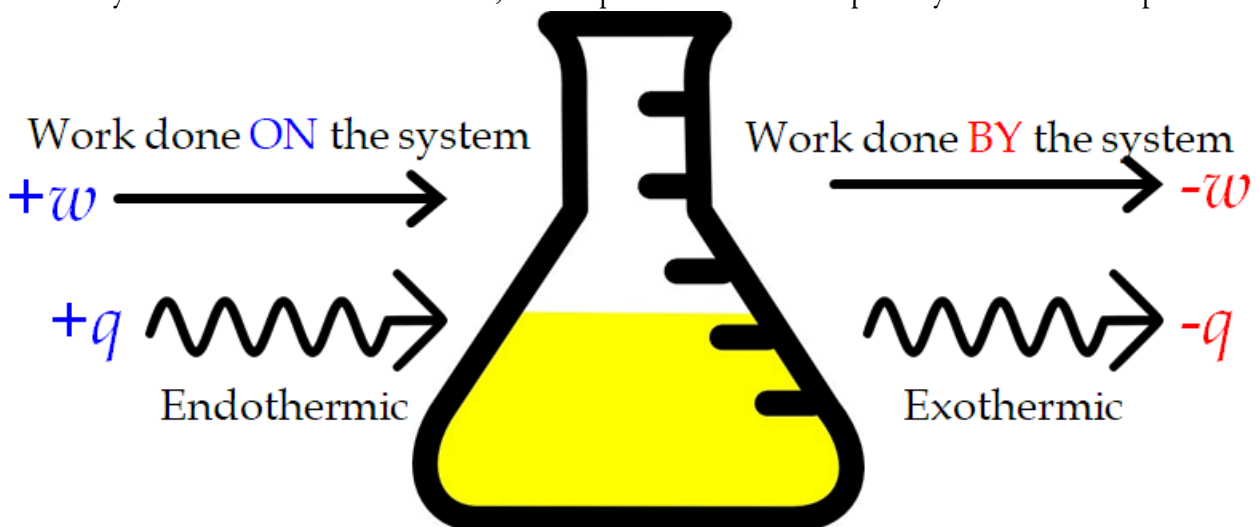 Work done ON the system
Work done BY the system
+w
-w
+q
-q
Endothermic
Exothermic